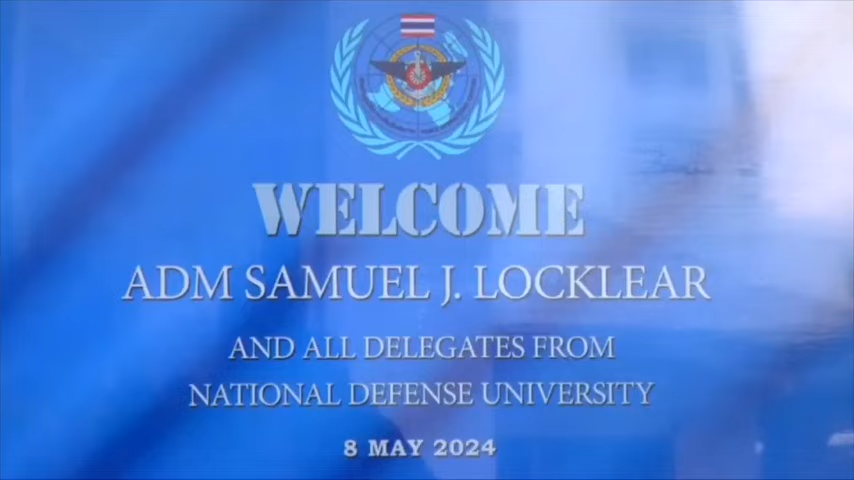 WELCOME
ADM SAMUEL J. LOCKLEAR
AND ALL DELEGATES FROM
NATIONAL DEFENSE UNIVERSITY
8 MAY 2024